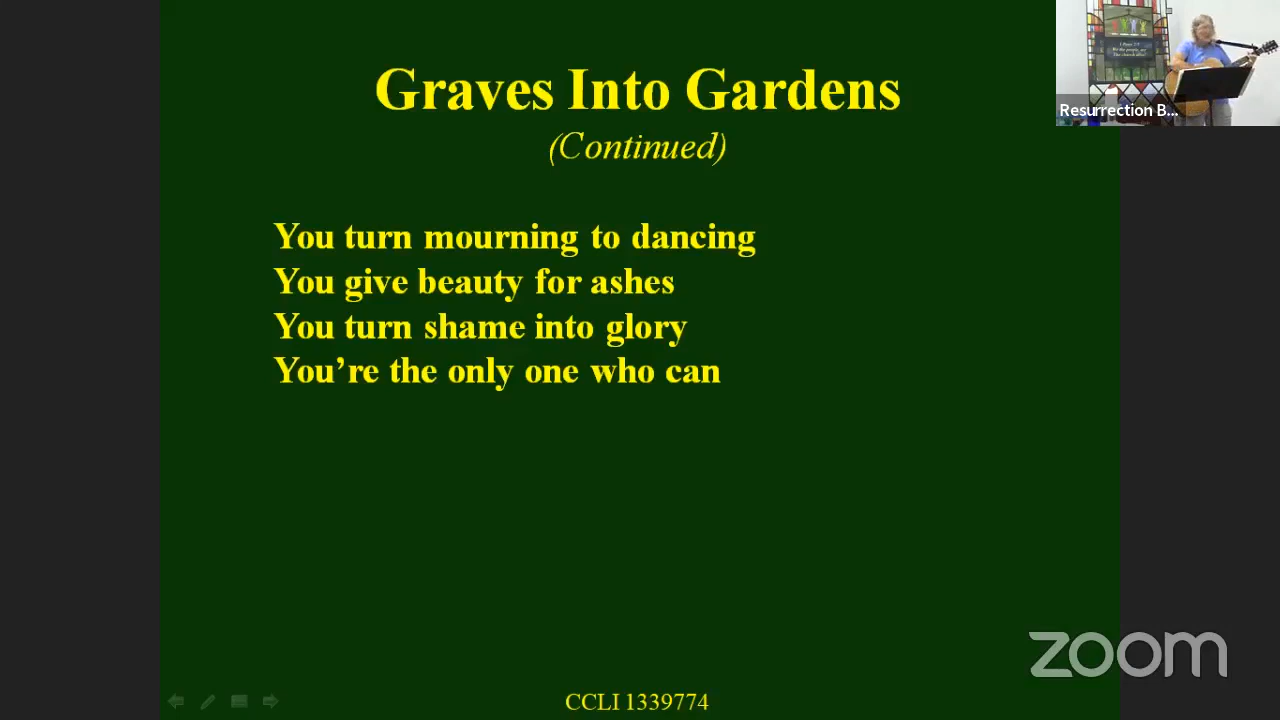 Graves Into Gardens
(Continued)
You turn mourning to dancing
You give beauty for ashes
You turn shame into glory
You’re the only one who can
CCLI 1339774
Resurrection B...
zoom